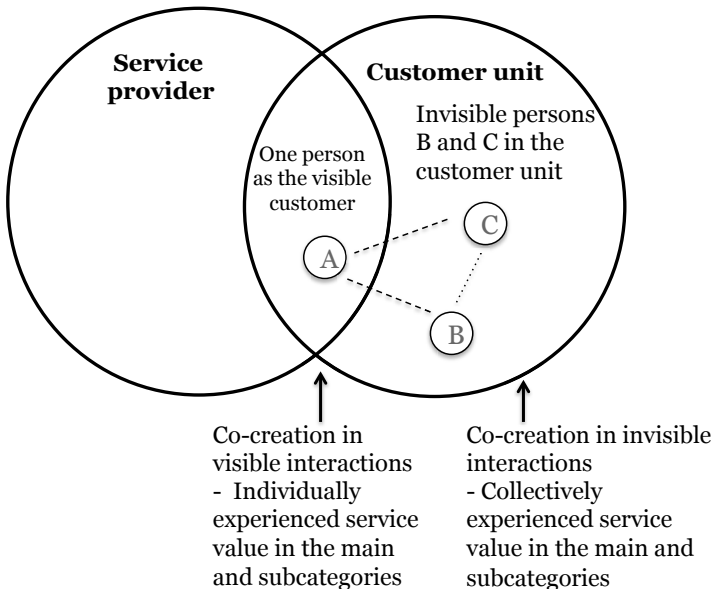 Service
provider
Customer unit
Invisible persons
B and C in the
customer unit
One person
as the visible
customer
A
C
B
Co-creation in
visible interactions
- Individually
experienced service
value in the main
and subcategories
Co-creation in invisible
interactions
- Collectively
experienced service
value in the main and
subcategories